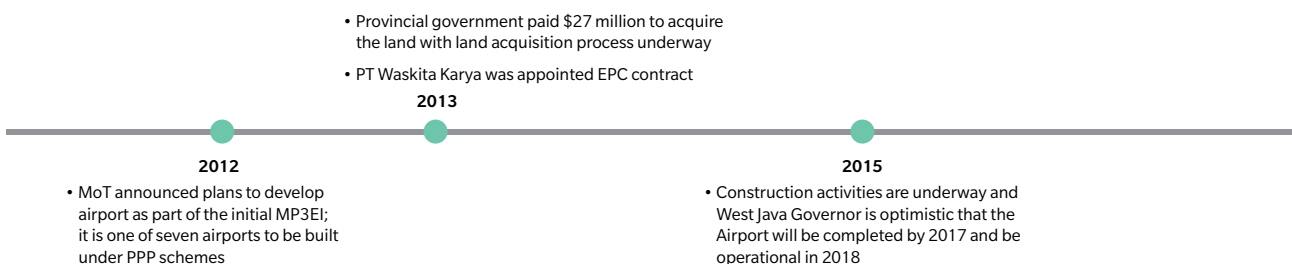 • Provincial government paid $27 million to acquire
the land with land acquisition process underway
• PT Waskita Karya was appointed EPC contract
2013
2012
• MoT announced plans to develop
airport as part of the initial MP3EI;
it is one of seven airports to be built
under PPP schemes
2015
• Construction activities are underway and
West Java Governor is optimistic that the
Airport will be completed by 2017 and be
operational in 2018